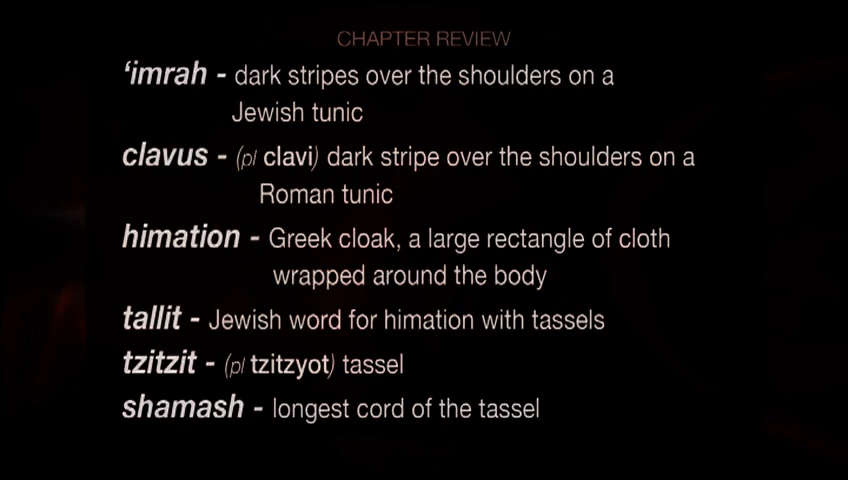 CHAPTER REVIEW
‘imrah - dark stripes over the shoulders on a
Jewish tunic
clavus - (pl clavi) dark stripe over the shoulders on a
Roman tunic
himation - Greek cloak, a large rectangle of cloth
wrapped around the body
tallit - Jewish word for himation with tassels
tzitzit - (pl tzitzyot) tassel
shamash - longest cord of the tassel